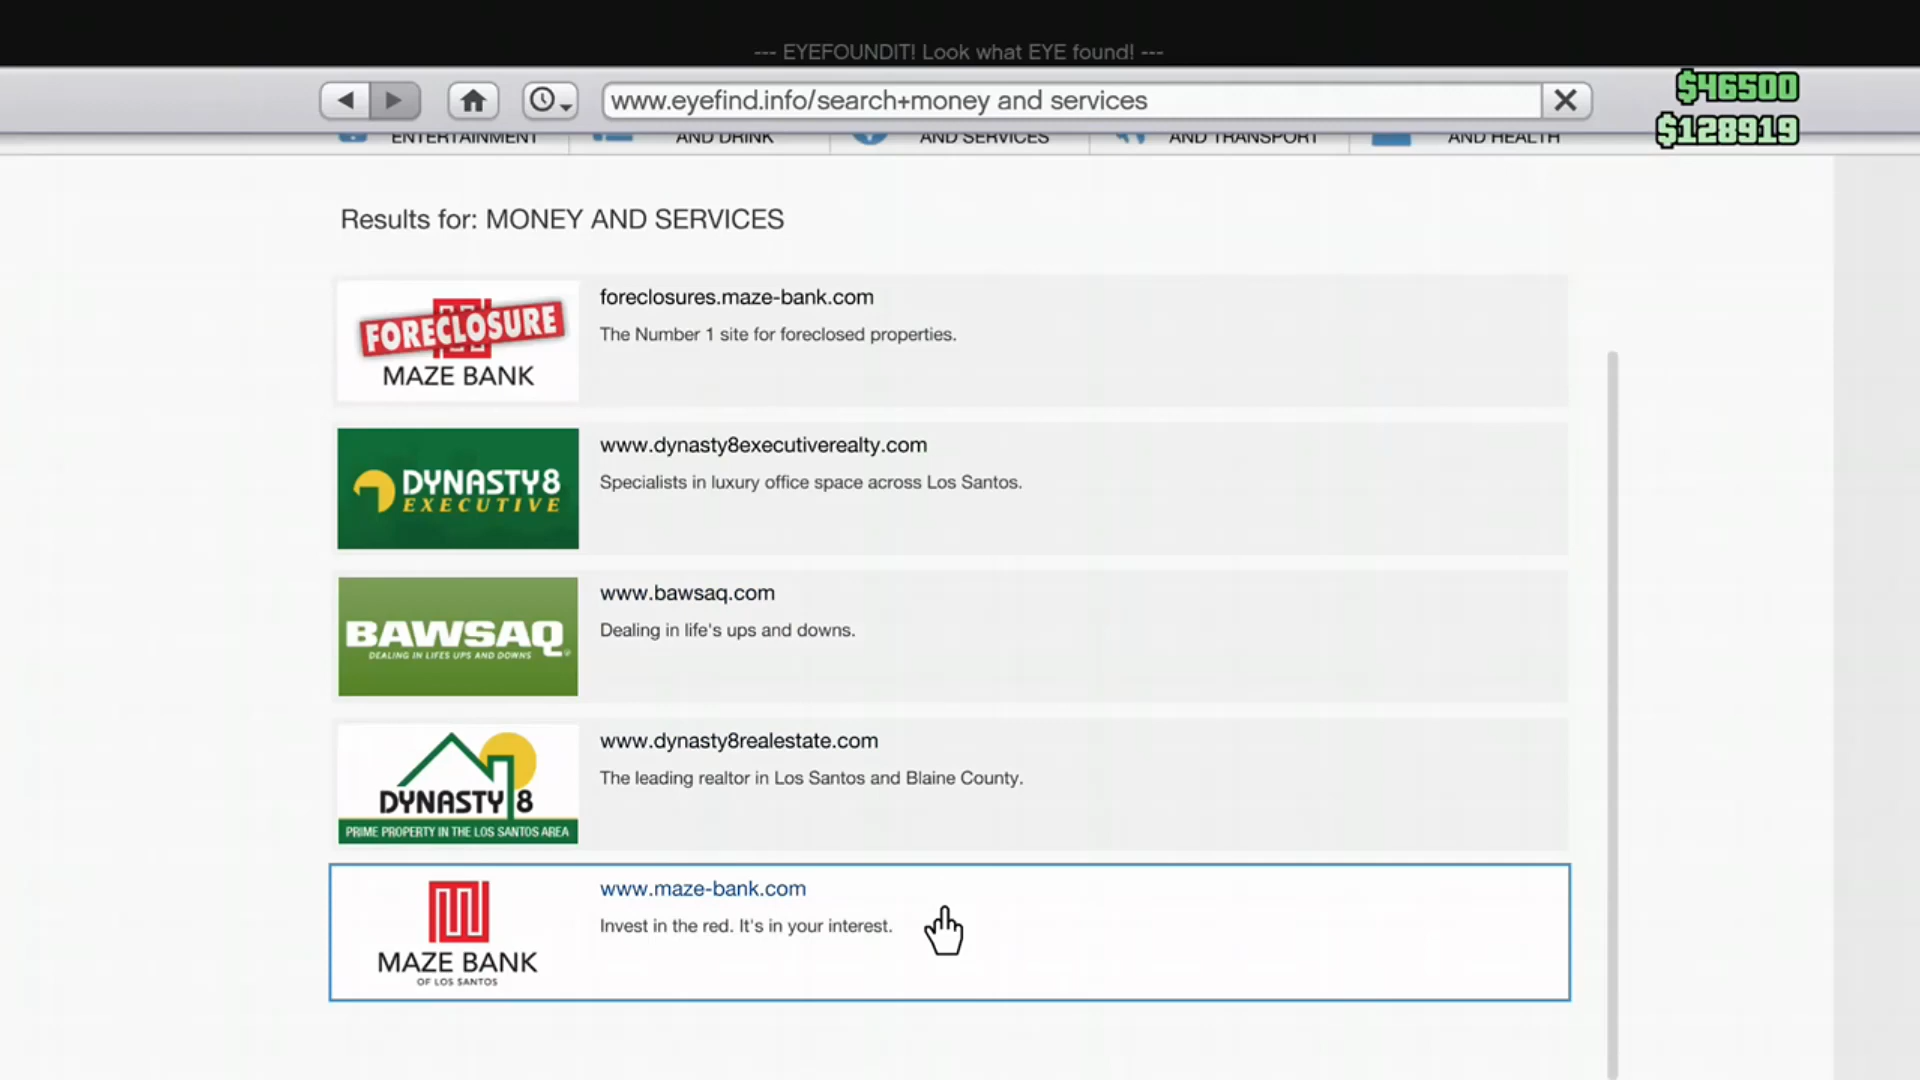 --- EYEFOUNDIT! Look what EYE found! ---
www.eyefind.info/search+money and services
$46500
$128919
ENTERTAINMENT
AND DRINK
AND SERVICES
AND TRANSPORT
AND HEALTH
Results for: MONEY AND SERVICES
FORECLOSURE
MAZE BANK
foreclosures.maze-bank.com
The Number 1 site for foreclosed properties.
DYNASTY8
EXECUTIVE
www.dynasty8executiverealty.com
Specialists in luxury office space across Los Santos.
BAWSAQ
DEALING IN LIFES UPS AND DOWNS
www.bawsaq.com
Dealing in life's ups and downs.
DYNASTY 8
PRIME PROPERTY IN THE LOS SANTOS AREA
www.dynasty8realestate.com
The leading realtor in Los Santos and Blaine County.
MAZE BANK
OF LOS SANTOS
www.maze-bank.com
Invest in the red. It's in your interest.